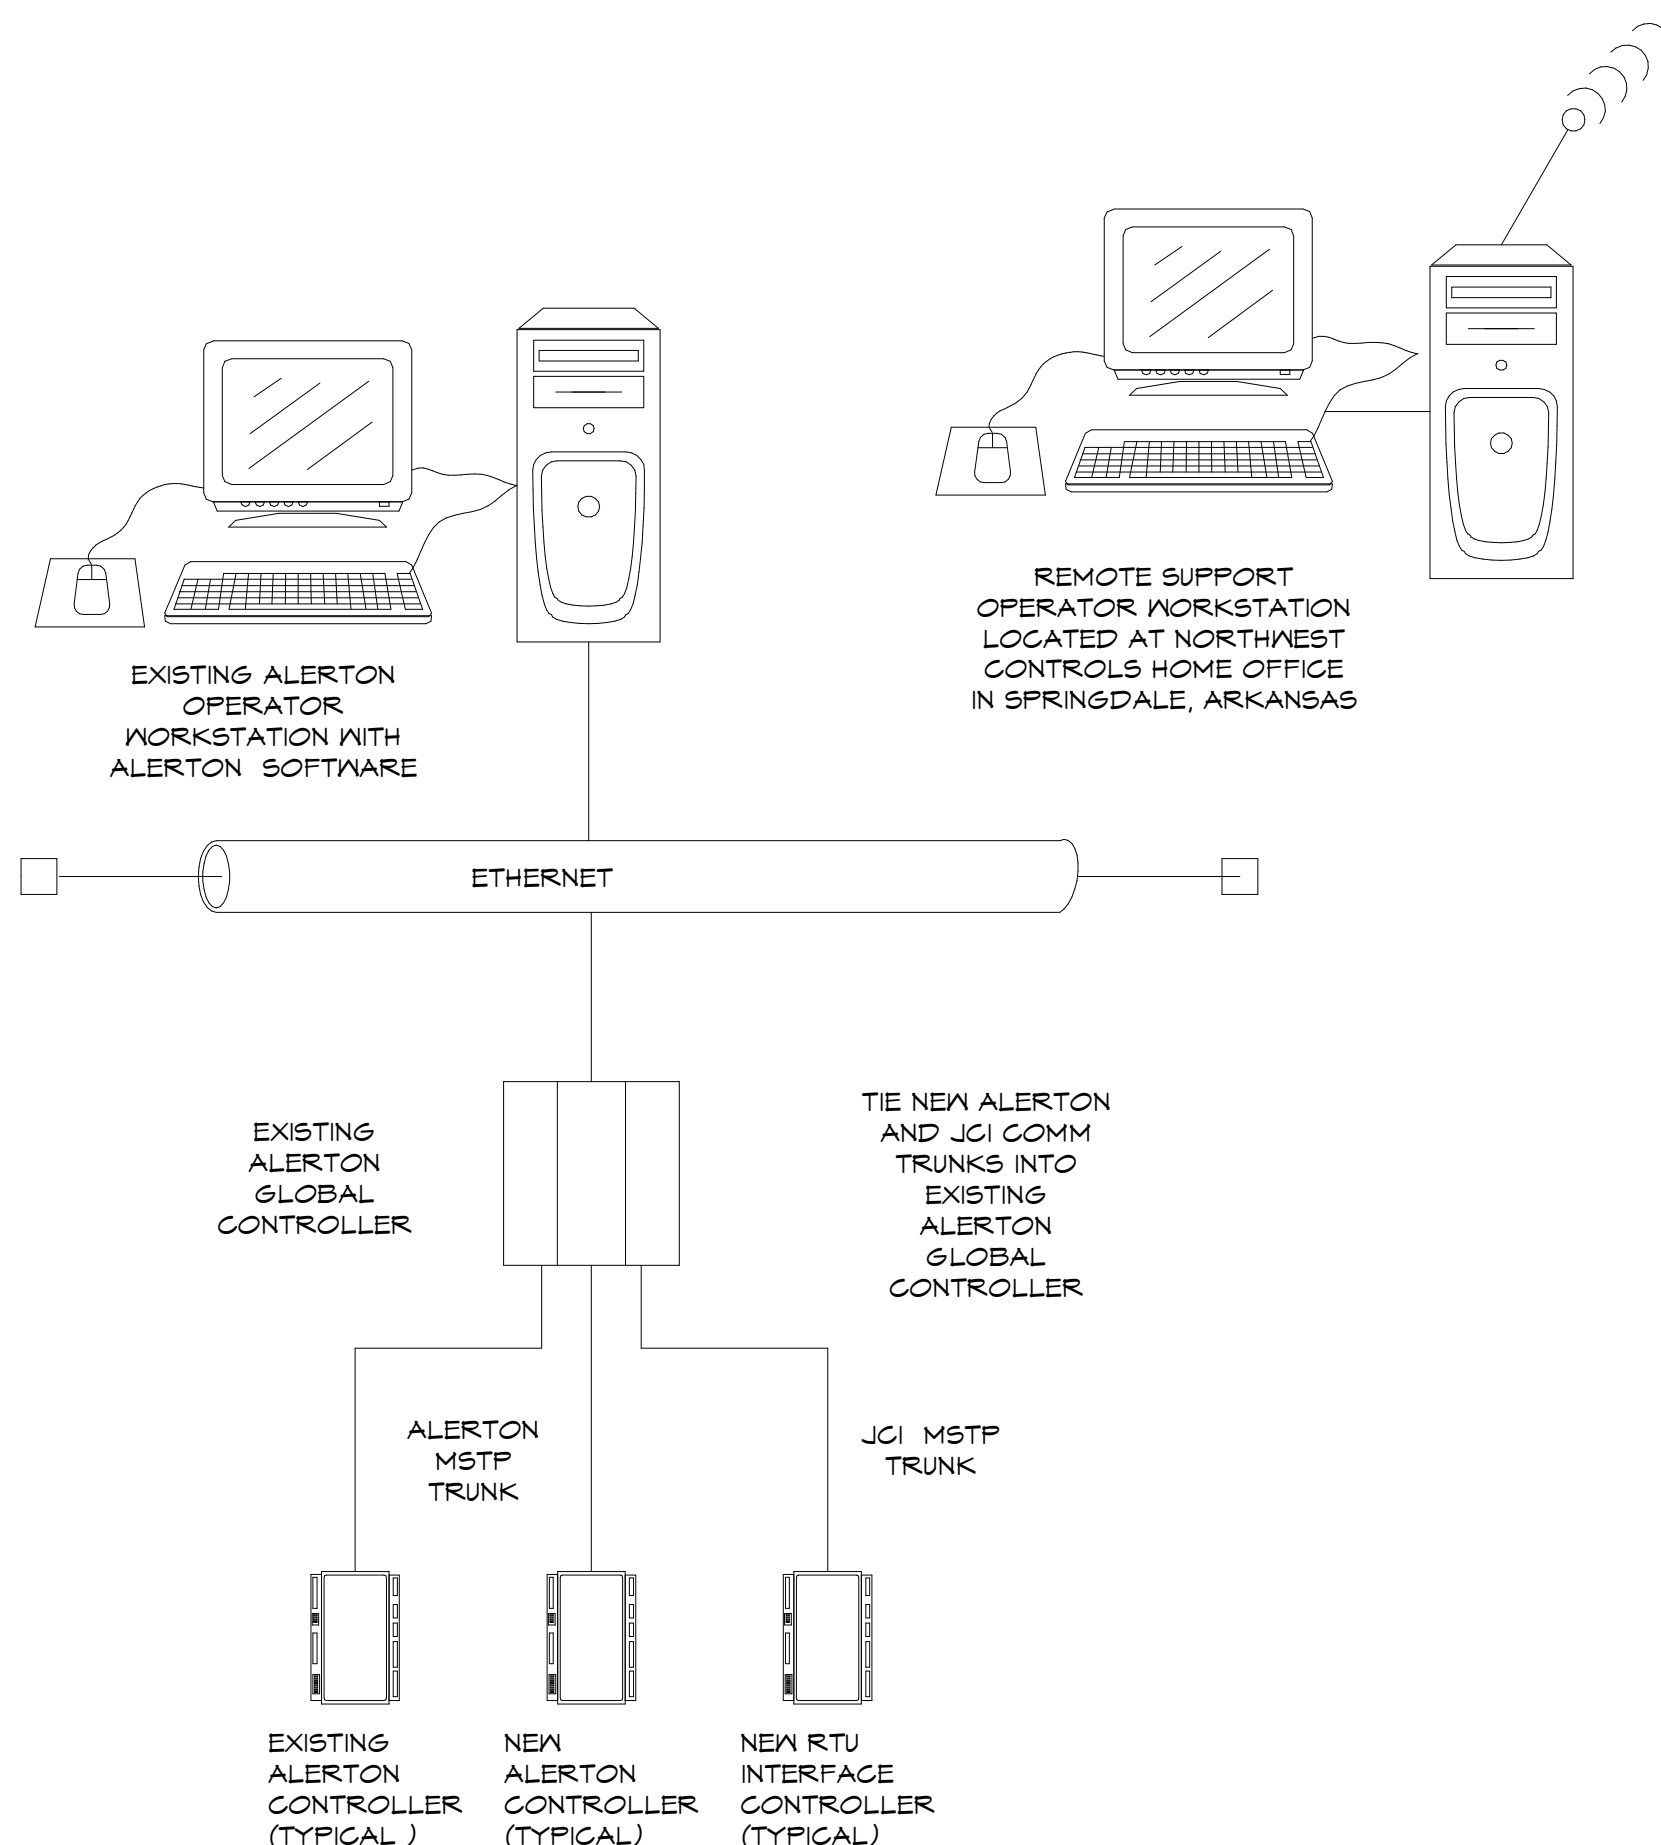 REMOTE SUPPORT
OPERATOR WORKSTATION
LOCATED AT NORTHWEST
CONTROLS HOME OFFICE
IN SPRINGDALE, ARKANSAS
EXISTING ALERTON
OPERATOR
WORKSTATION WITH
ALERTON SOFTWARE
ETHERNET
EXISTING
ALERTON
GLOBAL
CONTROLLER
TIE NEW ALERTON
AND JCI COMM
TRUNKS INTO
EXISTING
ALERTON
GLOBAL
CONTROLLER
ALERTON
MSTP
TRUNK
JCI MSTP
TRUNK
EXISTING
ALERTON
CONTROLLER
(TYPICAL )
NEW
ALERTON
CONTROLLER
(TYPICAL)
NEW RTU
INTERFACE
CONTROLLER
(TYPICAL)